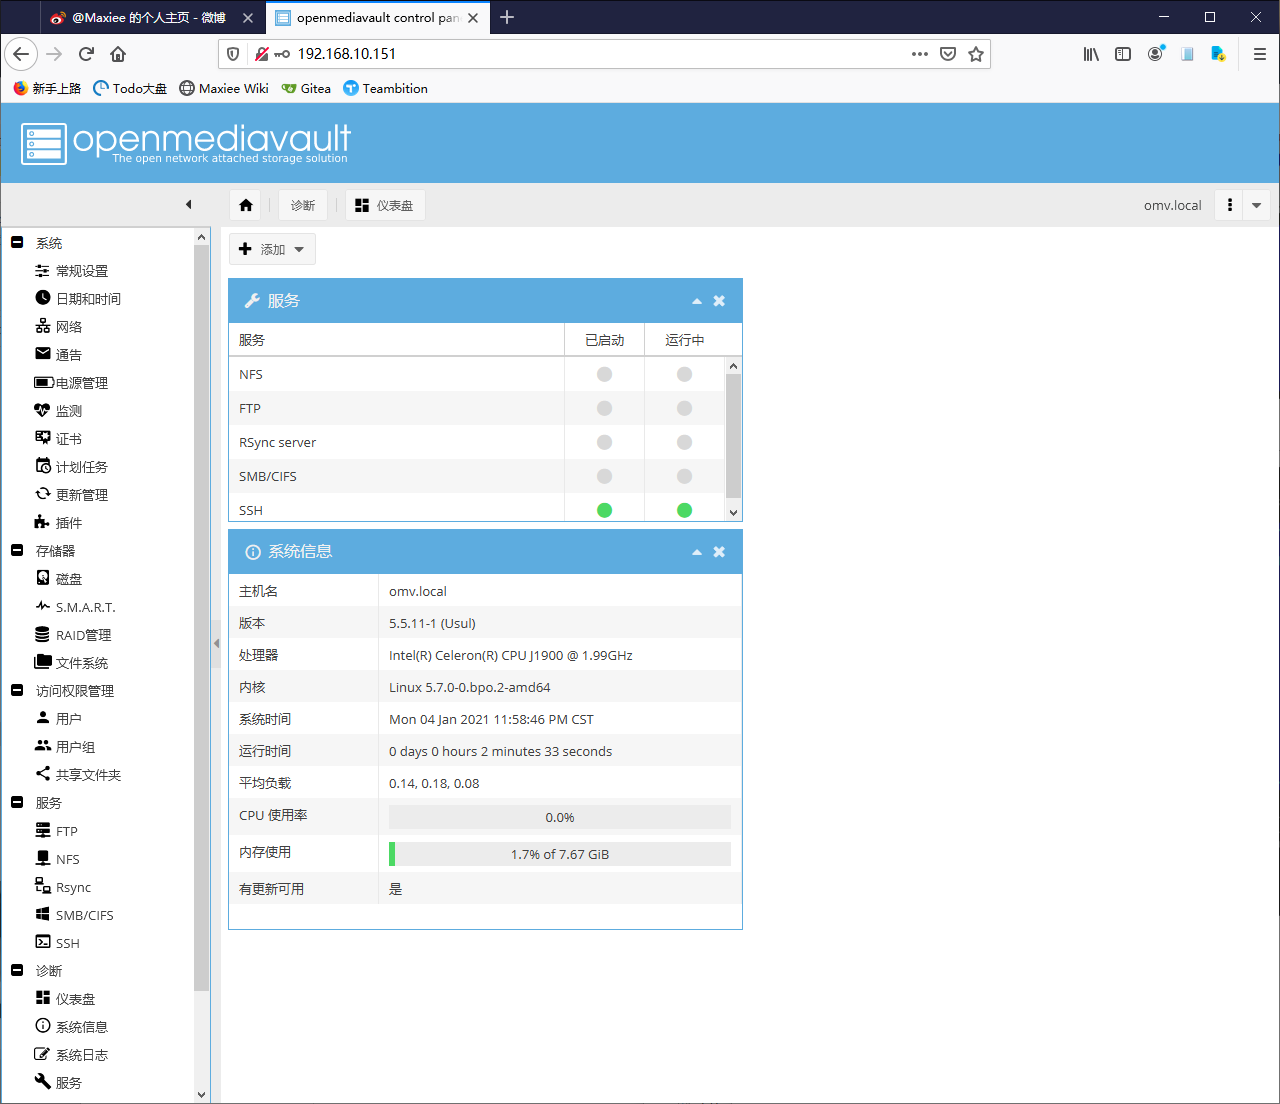 @Maxiee 的个人主页 - 微博
openmediavault control pan
192.168.10.151
新手上路
Todo大盘
Maxiee Wiki
Gitea
Teambition
openmediavault
The open network attached storage solution
诊断
仪表盘
omv.local
添加
系统
常规设置
日期和时间
网络
通告
电源管理
监测
证书
计划任务
更新管理
插件
存储器
磁盘
S.M.A.R.T.
RAID管理
文件系统
访问权限管理
用户
用户组
共享文件夹
服务
FTP
NFS
Rsync
SMB/CIFS
SSH
诊断
仪表盘
系统信息
系统日志
服务
服务
服务 已启动 运行中
NFS
FTP
RSync server
SMB/CIFS
SSH
系统信息
主机名 omv.local
版本 5.5.11-1 (Usul)
处理器 Intel(R) Celeron(R) CPU J1900 @ 1.99GHz
内核 Linux 5.7.0-0.bpo.2-amd64
系统时间 Mon 04 Jan 2021 11:58:46 PM CST
运行时间 0 days 0 hours 2 minutes 33 seconds
平均负载 0.14, 0.18, 0.08
CPU 使用率 0.0%
内存使用 1.7% of 7.67 GiB
有更新可用 是